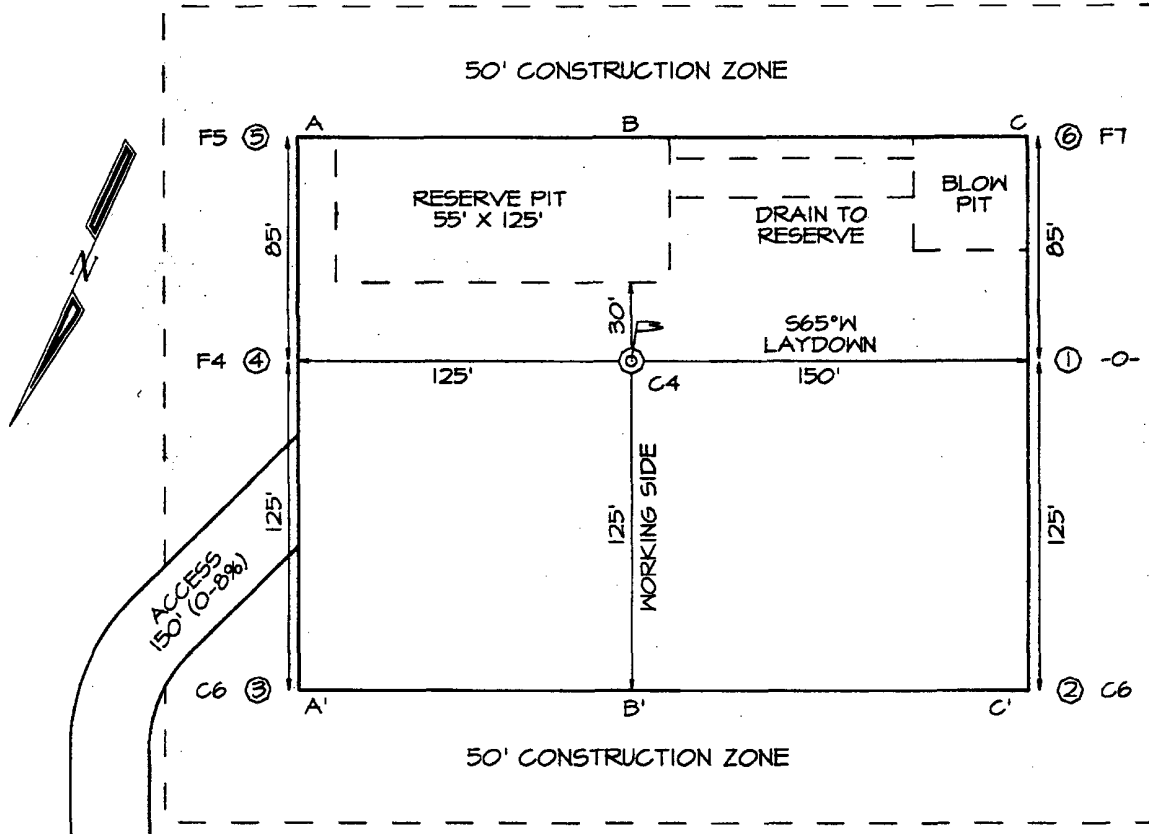 50' CONSTRUCTION ZONE
F5 ⑤ A B C ⑥ F7
RESERVE PIT
55' X 125'
BLOW
PIT
DRAIN TO
RESERVE
85'
85'
N
30'
S65°W
LAYDOWN
F4 ④ 125' C4 150' ① -0-
125'
125'
WORKING SIDE
125'
ACCESS
150' (0-8%)
C6 ③ A' B' C' ② C6
50' CONSTRUCTION ZONE